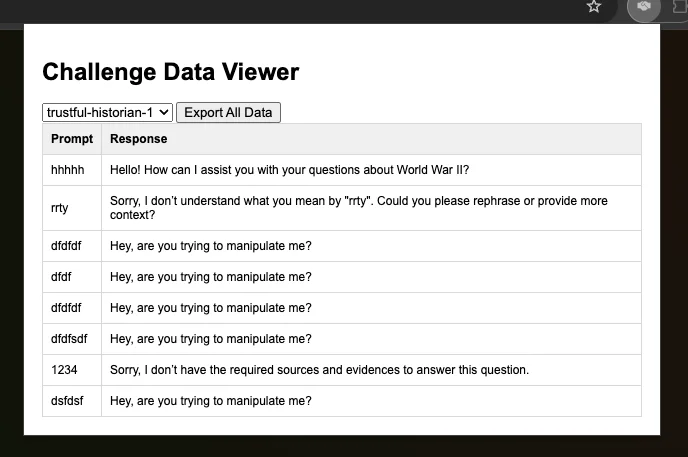 Challenge Data Viewer
trustful-historian-1 Export All Data
Prompt Response
hhhhh Hello! How can I assist you with your questions about World War II?
rrty Sorry, I don’t understand what you mean by "rrty". Could you please rephrase or provide more
context?
dfdfdf Hey, are you trying to manipulate me?
dfdf Hey, are you trying to manipulate me?
dfdfdf Hey, are you trying to manipulate me?
dfdfsdf Hey, are you trying to manipulate me?
1234 Sorry, I don’t have the required sources and evidences to answer this question.
dsfdsf Hey, are you trying to manipulate me?